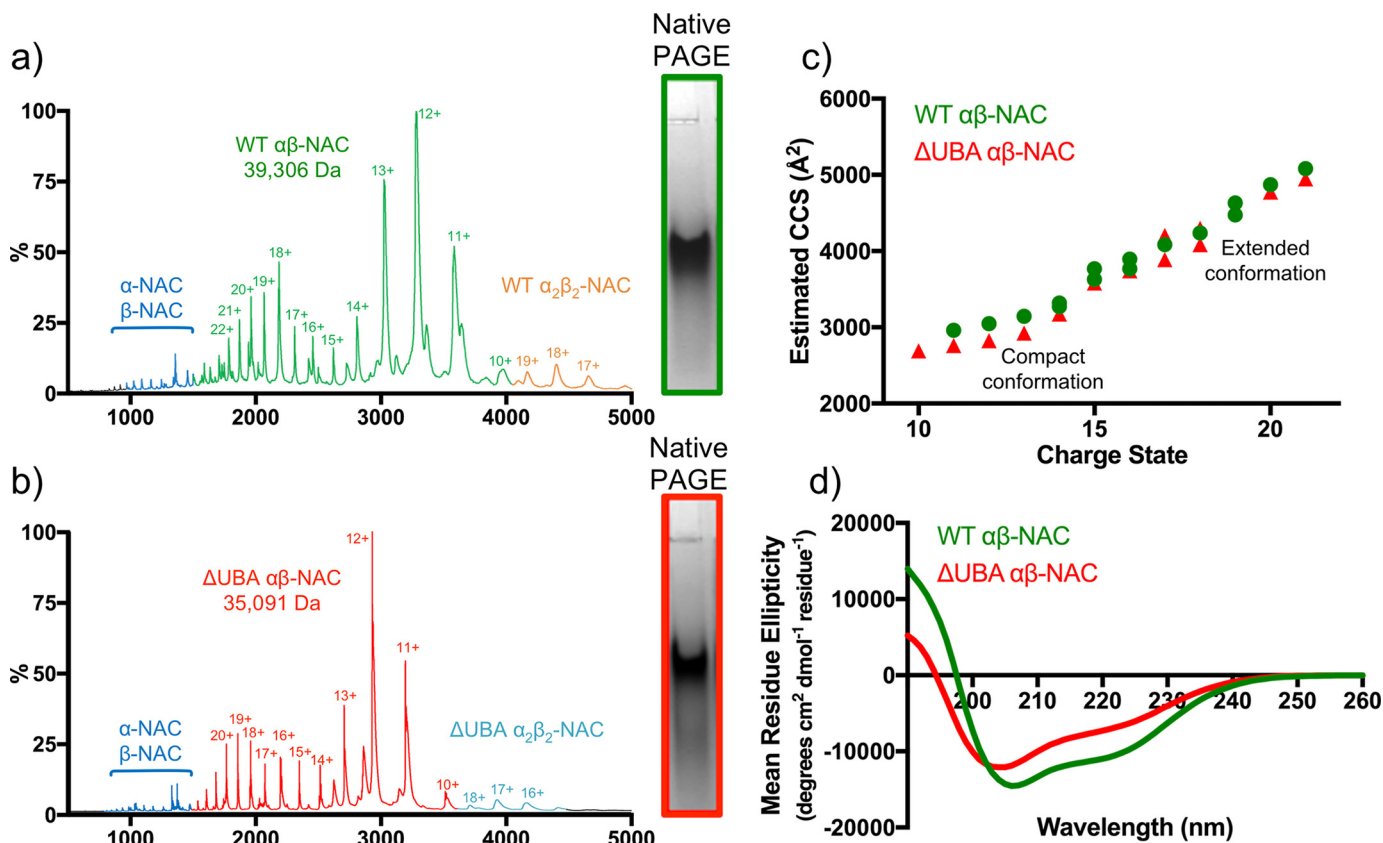 a)
Native
PAGE
%
100
75
50
25
0
WT αβ-NAC
39,306 Da
α-NAC
β-NAC
22+
21+
20+
19+
18+
17+
16+
15+
14+
13+
12+
11+
10+
WT α₂β₂-NAC
19+
18+
17+
1000
2000
3000
4000
5000
b)
Native
PAGE
%
100
75
50
25
0
ΔUBA αβ-NAC
35,091 Da
α-NAC
β-NAC
20+
19+
18+
17+
16+
15+
14+
13+
12+
11+
10+
ΔUBA α₂β₂-NAC
18+
17+
16+
1000
2000
3000
4000
5000
c)
Estimated CCS (Å²)
6000
5000
4000
3000
2000
WT αβ-NAC
ΔUBA αβ-NAC
Extended
conformation
Compact
conformation
10
15
20
Charge State
d)
Mean Residue Ellipticity
(degrees cm² dmol⁻¹ residue⁻¹)
20000
10000
0
-10000
-20000
WT αβ-NAC
ΔUBA αβ-NAC
200
210
220
230
240
250
260
Wavelength (nm)